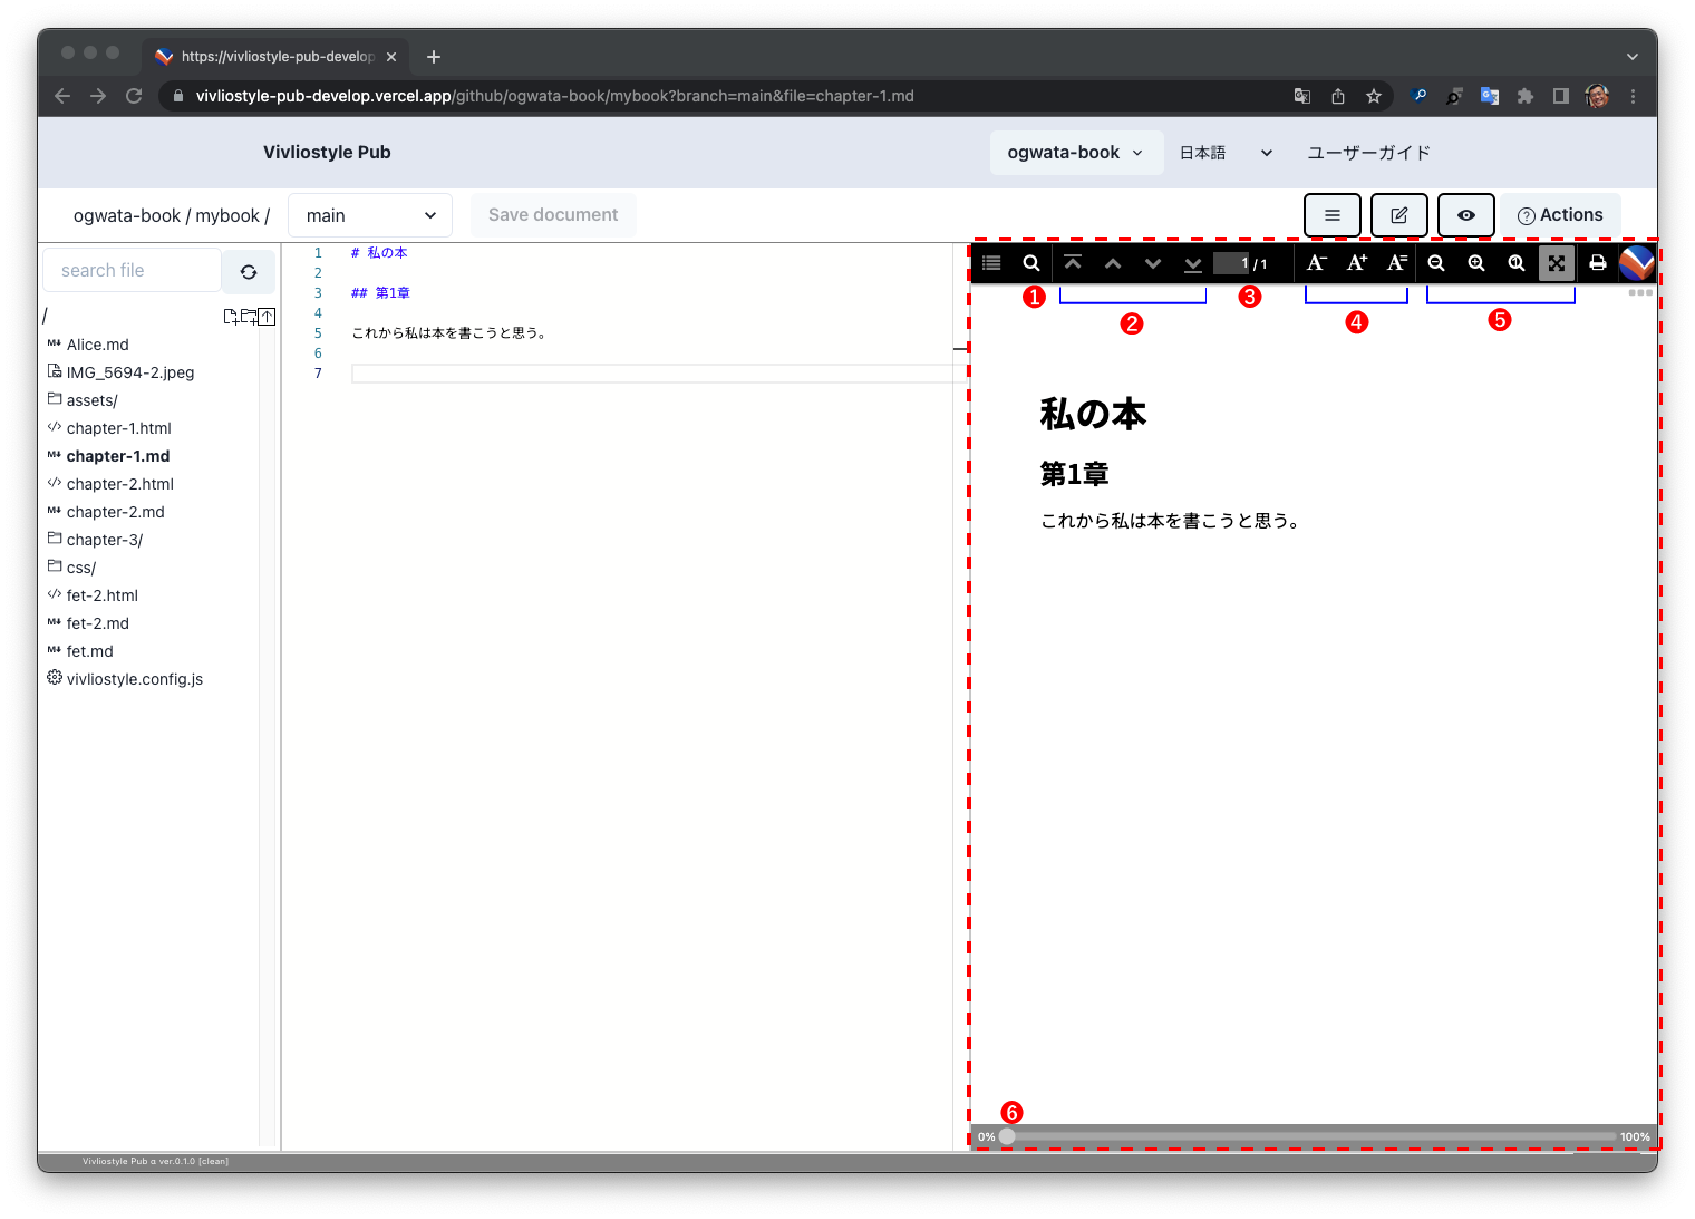 https://vivliostyle-pub-develop
vivliostyle-pub-develop.vercel.app/github/ogwata-book/mybook?branch=main&file=chapter-1.md
Vivliostyle Pub
ogwata-book
日本語
ユーザーガイド
ogwata-book / mybook /
main
Save document
Actions
search file
/
Alice.md
IMG_5694-2.jpeg
assets/
chapter-1.html
chapter-1.md
chapter-2.html
chapter-2.md
chapter-3/
css/
fet-2.html
fet-2.md
fet.md
vivliostyle.config.js
1 # 私の本
2
3 ## 第1章
4
5 これから私は本を書こうと思う。
6
7
1 / 1
A− A+ A=
1
2
3
4
5
私の本
第1章
これから私は本を書こうと思う。
6
0% 100%
Vivliostyle Pub α ver.0.1.0 [[clean]]